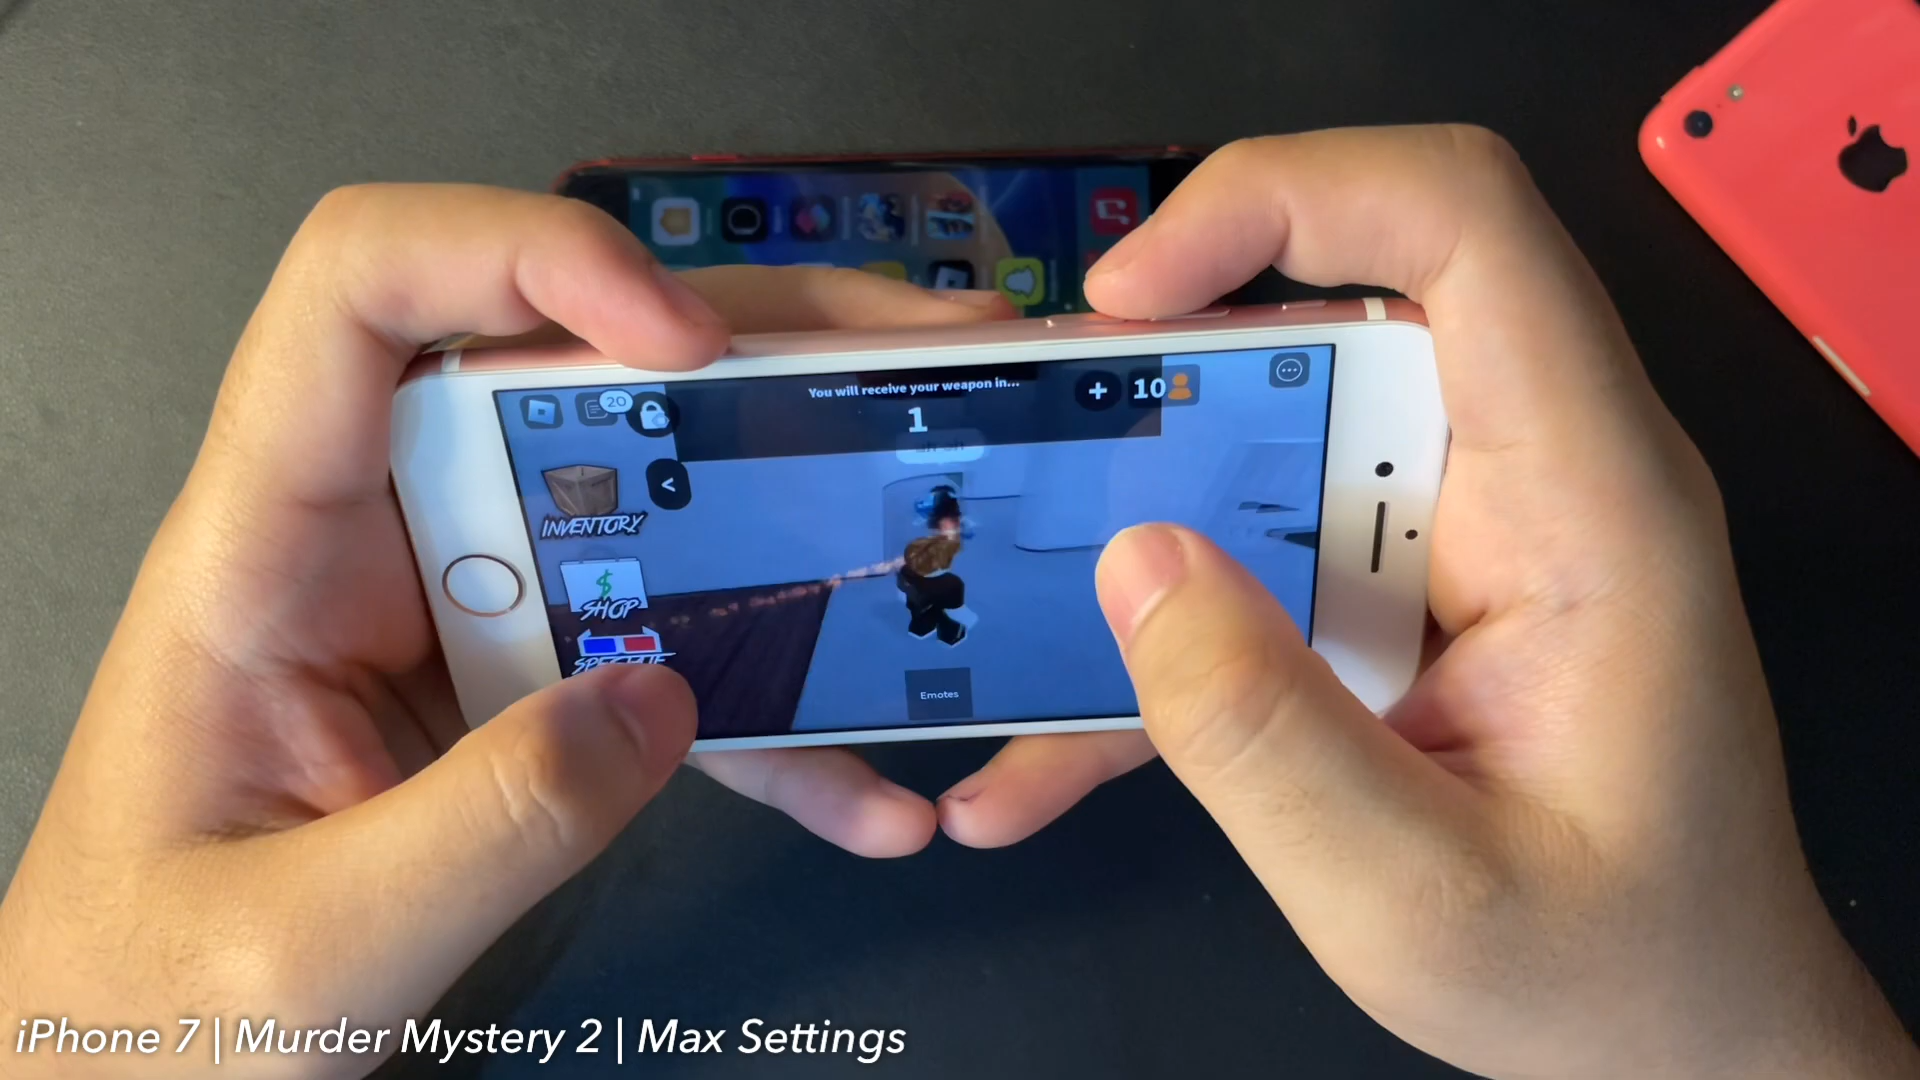 You will receive your weapon in...
1
20
+ 10
<
INVENTORY
$
SHOP
SPECTATE
Emotes
iPhone 7 | Murder Mystery 2 | Max Settings